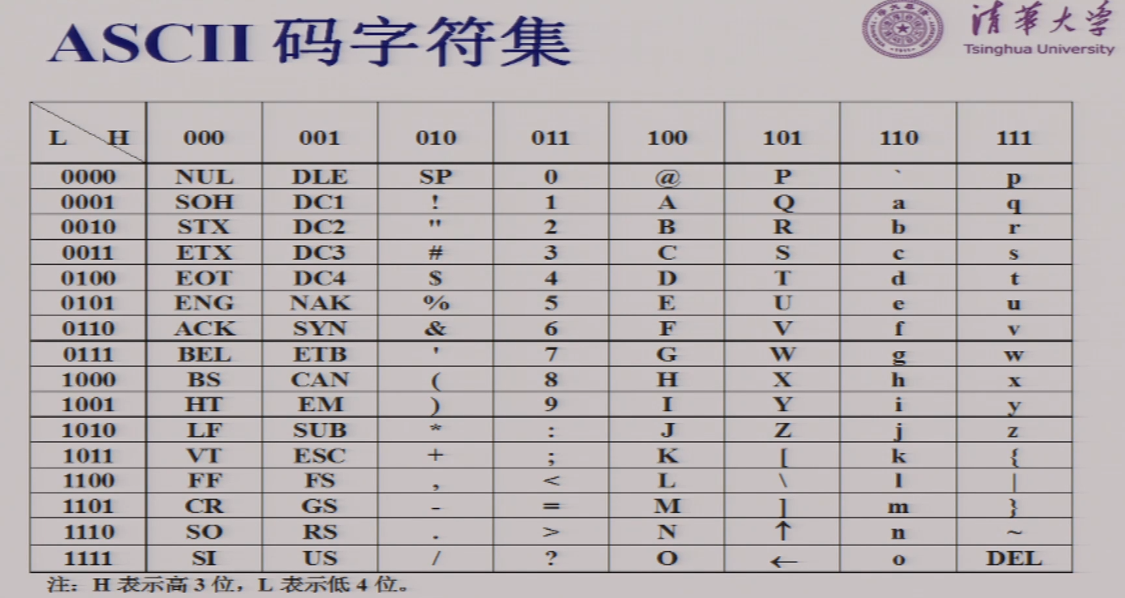 ASCII 码字符集
清华大学
Tsinghua University
L H 000 001 010 011 100 101 110 111
0000 NUL DLE SP 0 @ P ` p
0001 SOH DC1 ! 1 A Q a q
0010 STX DC2 " 2 B R b r
0011 ETX DC3 # 3 C S c s
0100 EOT DC4 $ 4 D T d t
0101 ENG NAK % 5 E U e u
0110 ACK SYN & 6 F V f v
0111 BEL ETB ' 7 G W g w
1000 BS CAN ( 8 H X h x
1001 HT EM ) 9 I Y i y
1010 LF SUB * : J Z j z
1011 VT ESC + ; K [ k {
1100 FF FS , < L \ l |
1101 CR GS - = M ] m }
1110 SO RS . > N ↑ n ~
1111 SI US / ? O ← o DEL
注：H 表示高 3 位，L 表示低 4 位。